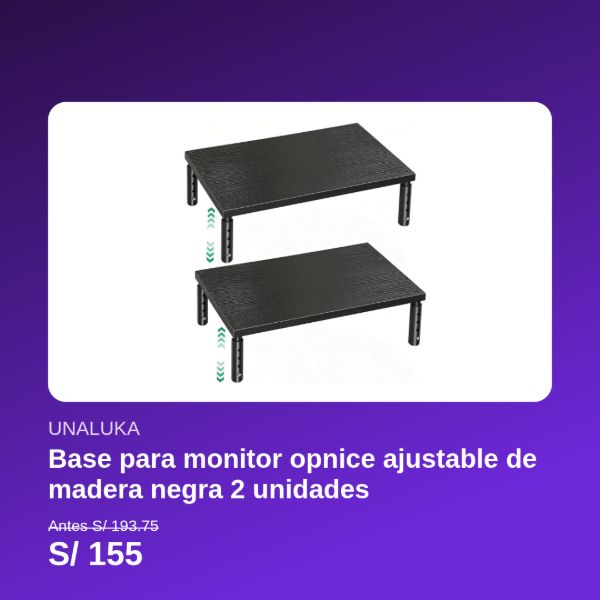 UNALUKA
Base para monitor opnice ajustable de
madera negra 2 unidades
Antes S/ 193.75
S/ 155